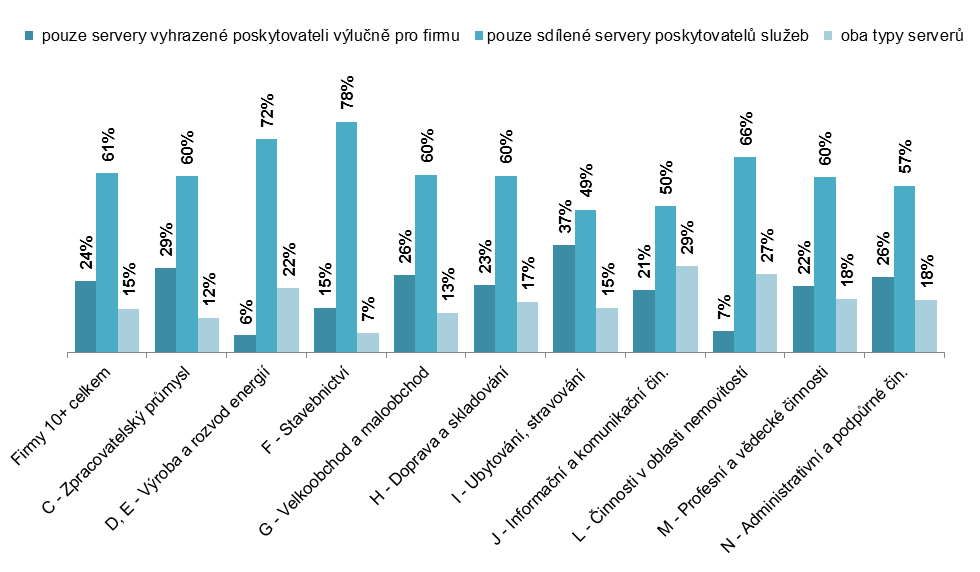 pouze servery vyhrazené poskytovateli výlučně pro firmu pouze sdílené servery poskytovatelů služeb oba typy serverů
24% 61% 15%
29% 60% 12%
6% 72% 22%
15% 78% 7%
26% 60% 13%
23% 60% 17%
37% 49% 15%
21% 50% 29%
7% 66% 27%
22% 60% 18%
26% 57% 18%
Firmy 10+ celkem
C - Zpracovatelský průmysl
D, E - Výroba a rozvod energií
F - Stavebnictví
G - Velkoobchod a maloobchod
H - Doprava a skladování
I - Ubytování, stravování
J - Informační a komunikační čin.
L - Činnosti v oblasti nemovitostí
M - Profesní a vědecké činnosti
N - Administrativní a podpůrné čin.